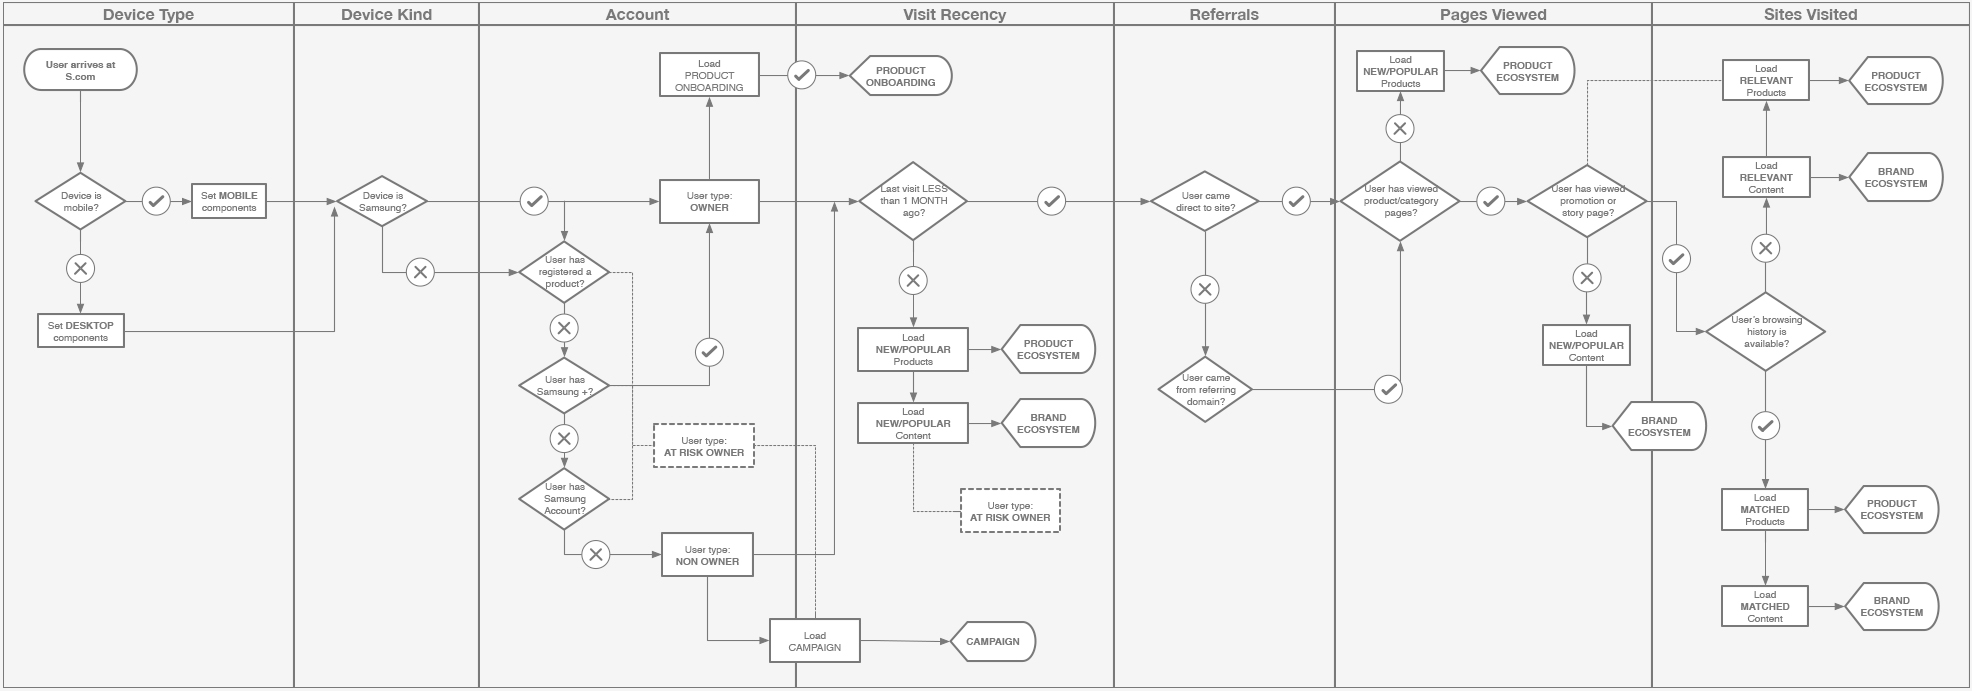 Device Type
Device Kind
Account
Visit Recency
Referrals
Pages Viewed
Sites Visited
User arrives at
S.com
Device is
mobile?
Set MOBILE
components
Set DESKTOP
components
Device is
Samsung?
Load
PRODUCT
ONBOARDING
User type:
OWNER
User has
registered a
product?
User has
Samsung +?
User has
Samsung
Account?
User type:
AT RISK OWNER
User type:
NON OWNER
Load
CAMPAIGN
PRODUCT
ONBOARDING
Last visit LESS
than 1 MONTH
ago?
Load
NEW/POPULAR
Products
PRODUCT
ECOSYSTEM
Load
NEW/POPULAR
Content
BRAND
ECOSYSTEM
User type:
AT RISK OWNER
CAMPAIGN
User came
direct to site?
User came
from referring
domain?
Load
NEW/POPULAR
Products
PRODUCT
ECOSYSTEM
User has viewed
product/category
pages?
User has viewed
promotion or
story page?
Load
NEW/POPULAR
Content
BRAND
ECOSYSTEM
Load
RELEVANT
Products
PRODUCT
ECOSYSTEM
Load
RELEVANT
Content
BRAND
ECOSYSTEM
User's browsing
history is
available?
Load
MATCHED
Products
PRODUCT
ECOSYSTEM
Load
MATCHED
Content
BRAND
ECOSYSTEM